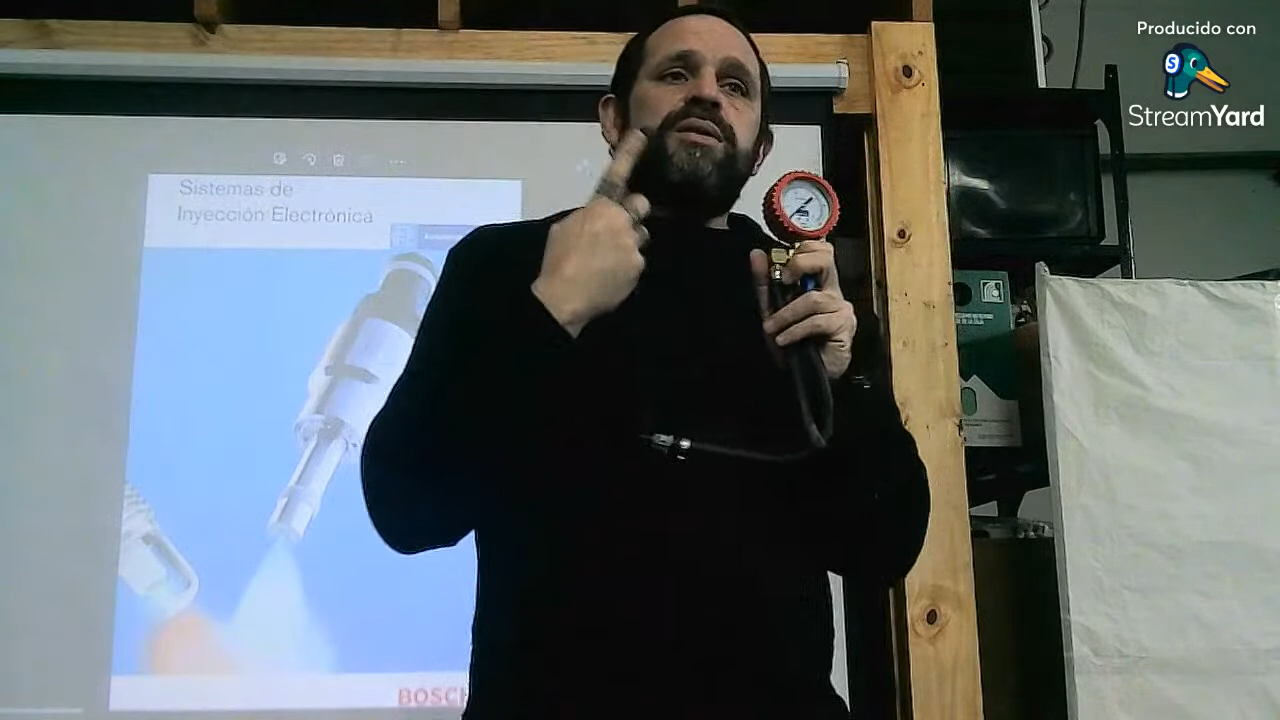 Producido con
StreamYard
Sistemas de
Inyección Electrónica
BOSCH